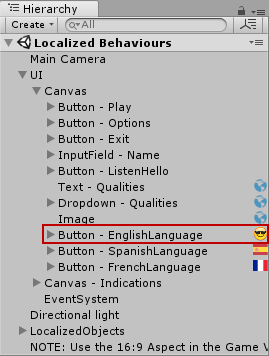 Hierarchy
Create All
Localized Behaviours
Main Camera
UI
Canvas
Button - Play
Button - Options
Button - Exit
InputField - Name
Button - ListenHello
Text - Qualities
Dropdown - Qualities
Image
Button - EnglishLanguage
Button - SpanishLanguage
Button - FrenchLanguage
Canvas - Indications
EventSystem
Directional light
LocalizedObjects
NOTE: Use the 16:9 Aspect in the Game V